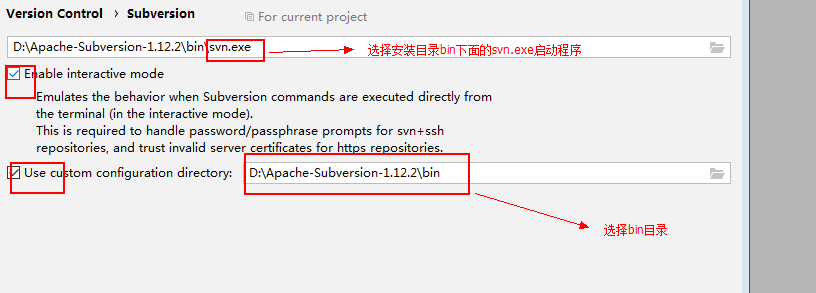 Version Control › Subversion For current project
D:\Apache-Subversion-1.12.2\bin\svn.exe 选择安装目录bin下面的svn.exe启动程序
Enable interactive mode
Emulates the behavior when Subversion commands are executed directly from
the terminal (in the interactive mode).
This is required to handle password/passphrase prompts for svn+ssh
repositories, and trust invalid server certificates for https repositories.
Use custom configuration directory: D:\Apache-Subversion-1.12.2\bin
选择bin目录